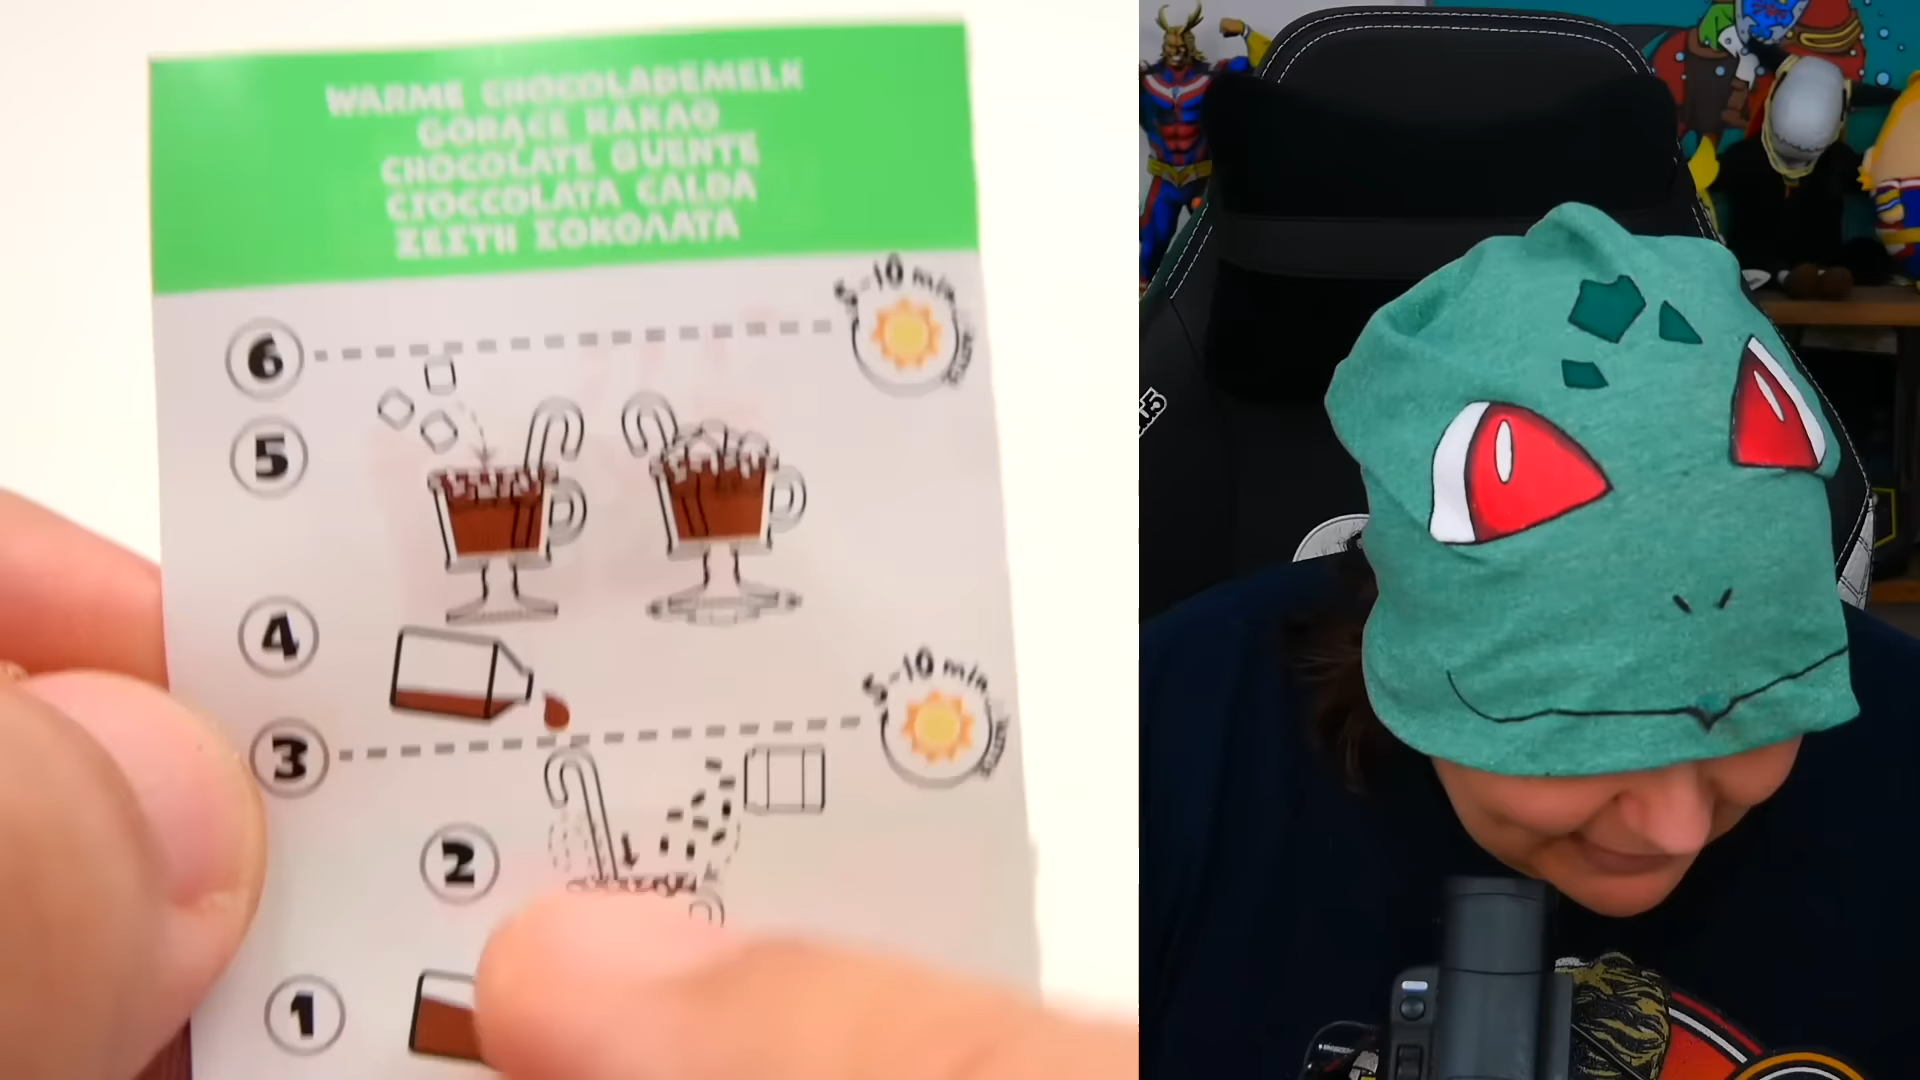 WARME CHOCOLADEMELK
GORĄCE KAKAO
CHOCOLATE QUENTE
CIOCCOLATA CALDA
ΖΕΣΤΗ ΣΟΚΟΛΑΤΑ
6
5-10 min.
5
4
5-10 min.
3
2
1